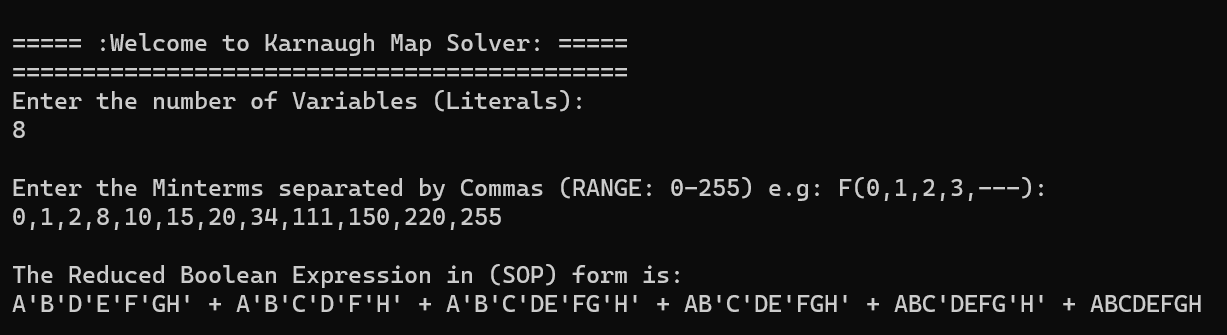 ===== :Welcome to Karnaugh Map Solver: =====
============================================
Enter the number of Variables (Literals):
8
Enter the Minterms separated by Commas (RANGE: 0-255) e.g: F(0,1,2,3,---):
0,1,2,8,10,15,20,34,111,150,220,255
The Reduced Boolean Expression in (SOP) form is:
A'B'D'E'F'GH' + A'B'C'D'F'H' + A'B'C'DE'FG'H' + AB'C'DE'FGH' + ABC'DEFG'H' + ABCDEFGH